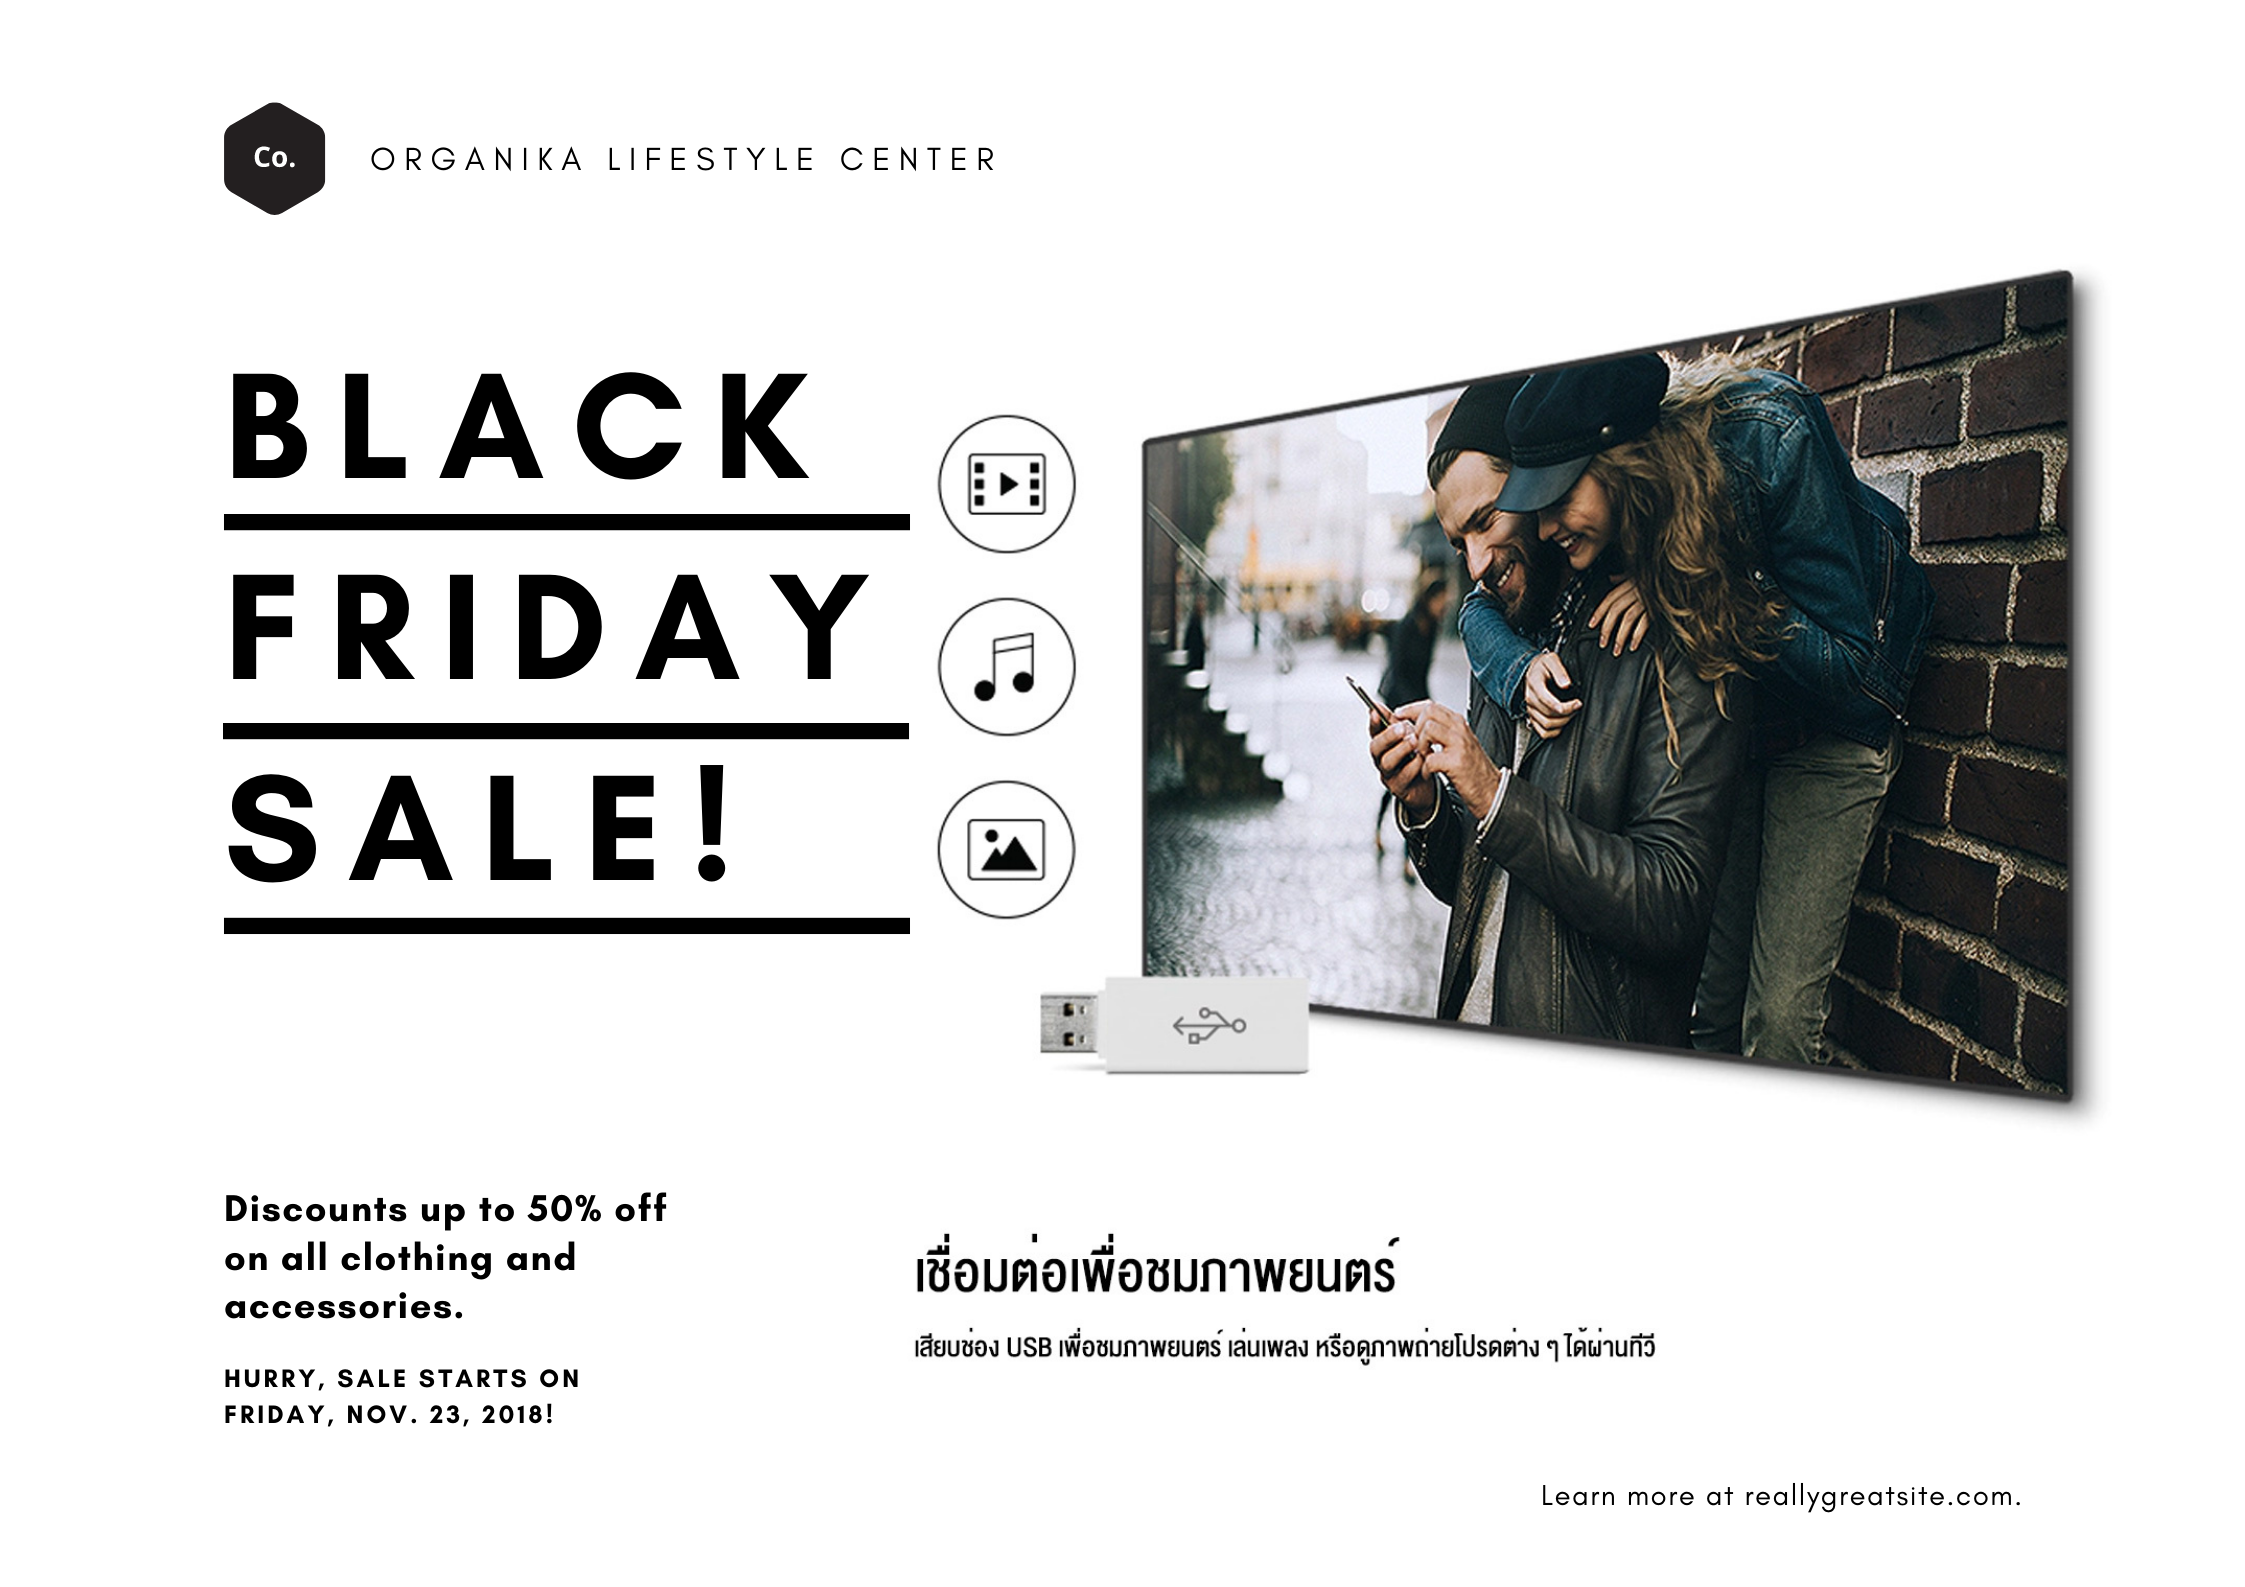 Co.
ORGANIKA LIFESTYLE CENTER
BLACK
FRIDAY
SALE!
Discounts up to 50% off
on all clothing and
accessories.
HURRY, SALE STARTS ON
FRIDAY, NOV. 23, 2018!
เชื่อมต่อเพื่อชมภาพยนตร์
เสียบช่อง USB เพื่อชมภาพยนตร์ เล่นเพลง หรือดูภาพถ่ายโปรดต่าง ๆ ได้ผ่านทีวี
Learn more at reallygreatsite.com.